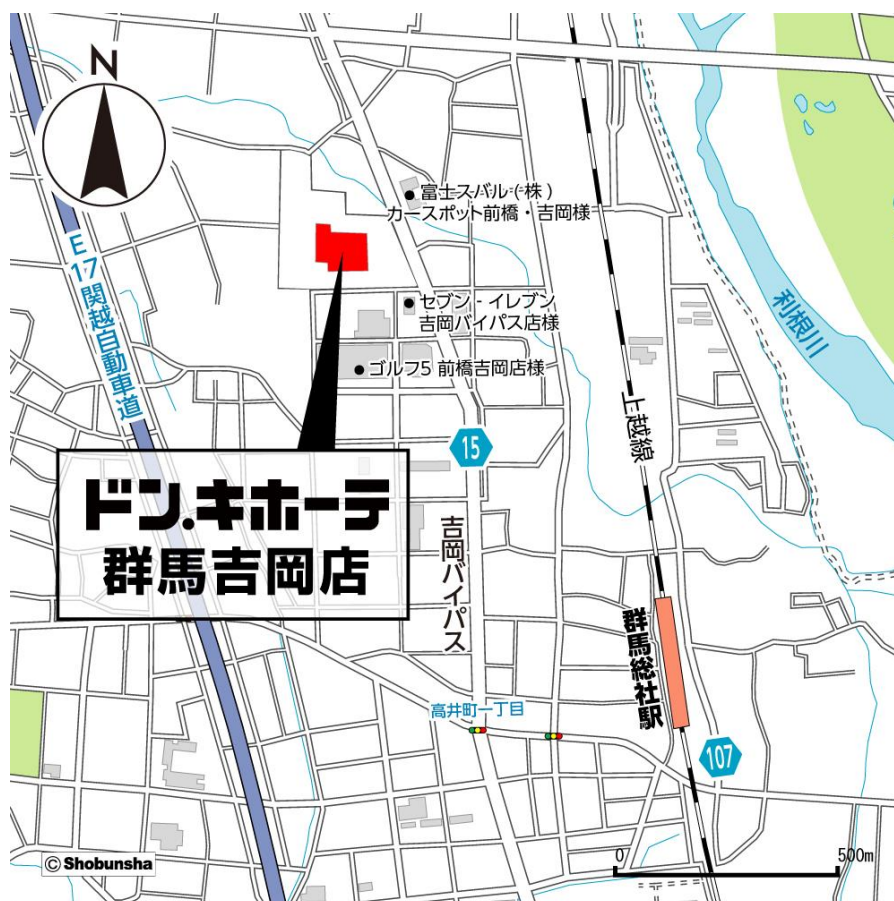 N
富士スバル(株)
カースポット前橋・吉岡様
E17 関越自動車道
セブン-イレブン
吉岡バイパス店様
利根川
ゴルフ5 前橋吉岡店様
上越線
15
ドン.キホーテ
群馬吉岡店
吉岡バイパス
群馬総社駅
高井町一丁目
107
© Shobunsha
0 500m